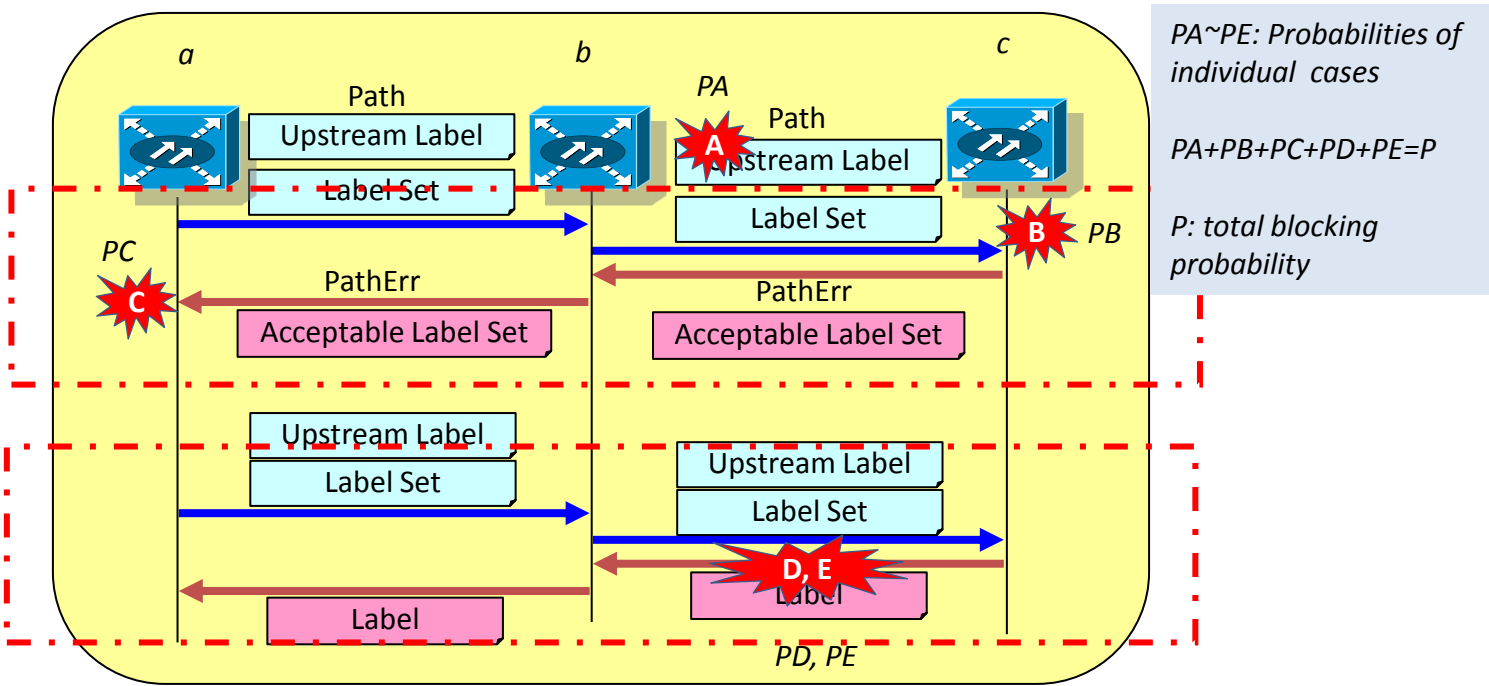 a
b
c
PA
Path
Path
Upstream Label
A
Upstream Label
Label Set
Label Set
B
PB
PC
C
PathErr
PathErr
Acceptable Label Set
Acceptable Label Set
Upstream Label
Upstream Label
Label Set
Label Set
D, E
Label
Label
PD, PE
PA~PE: Probabilities of
individual cases
PA+PB+PC+PD+PE=P
P: total blocking
probability